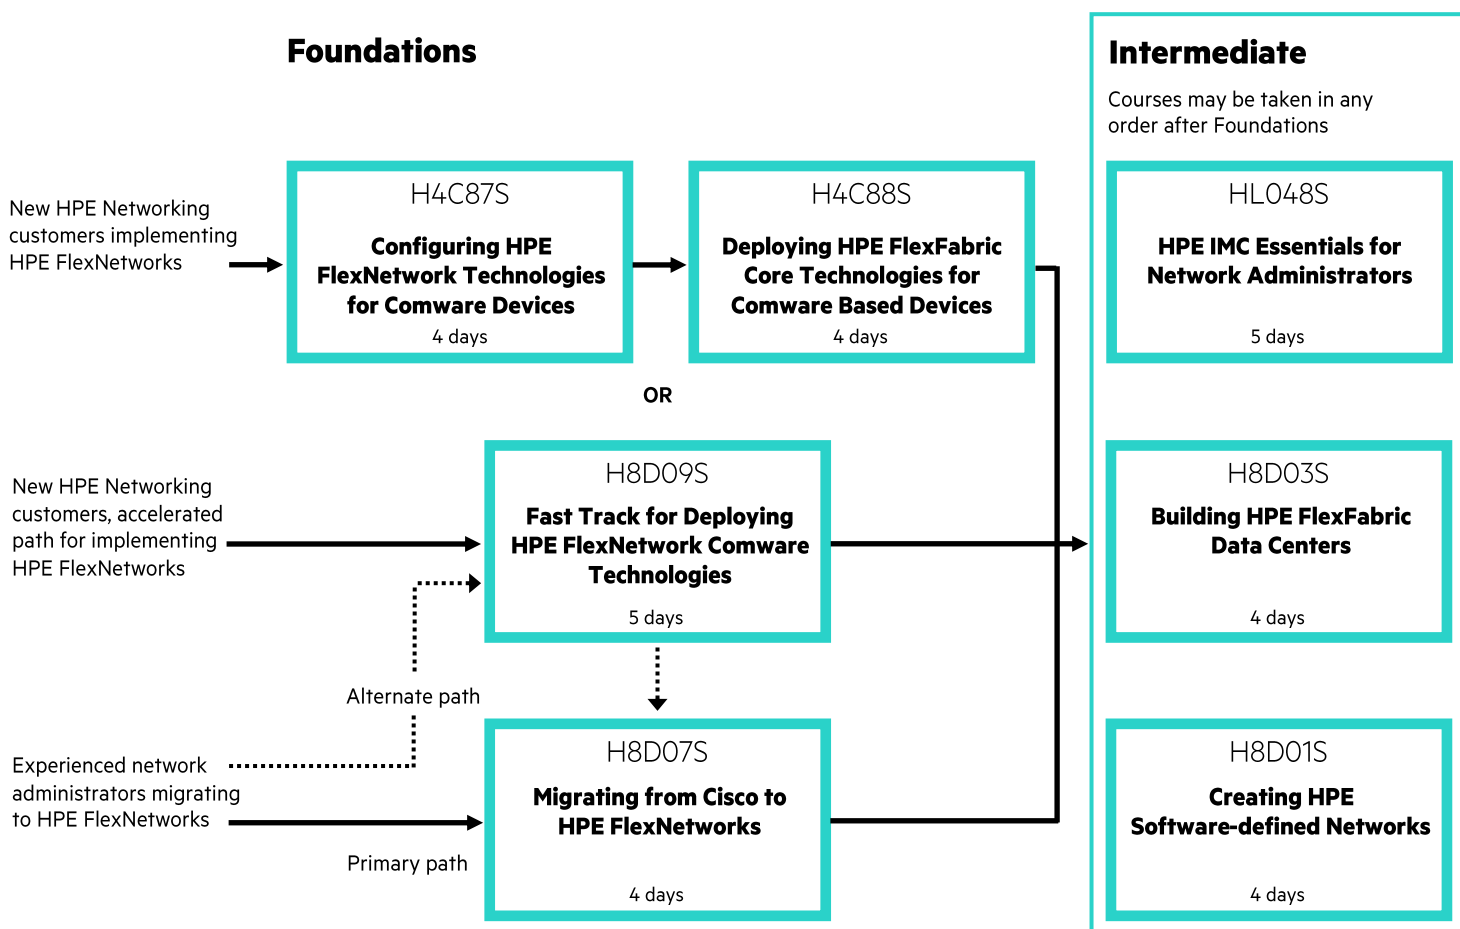 Foundations
Intermediate
Courses may be taken in any
order after Foundations
New HPE Networking
customers implementing
HPE FlexNetworks
H4C87S
Configuring HPE
FlexNetwork Technologies
for Comware Devices
4 days
H4C88S
Deploying HPE FlexFabric
Core Technologies for
Comware Based Devices
4 days
HL048S
HPE IMC Essentials for
Network Administrators
5 days
OR
New HPE Networking
customers, accelerated
path for implementing
HPE FlexNetworks
H8D09S
Fast Track for Deploying
HPE FlexNetwork Comware
Technologies
5 days
H8D03S
Building HPE FlexFabric
Data Centers
4 days
Alternate path
Experienced network
administrators migrating
to HPE FlexNetworks
Primary path
H8D07S
Migrating from Cisco to
HPE FlexNetworks
4 days
H8D01S
Creating HPE
Software-defined Networks
4 days